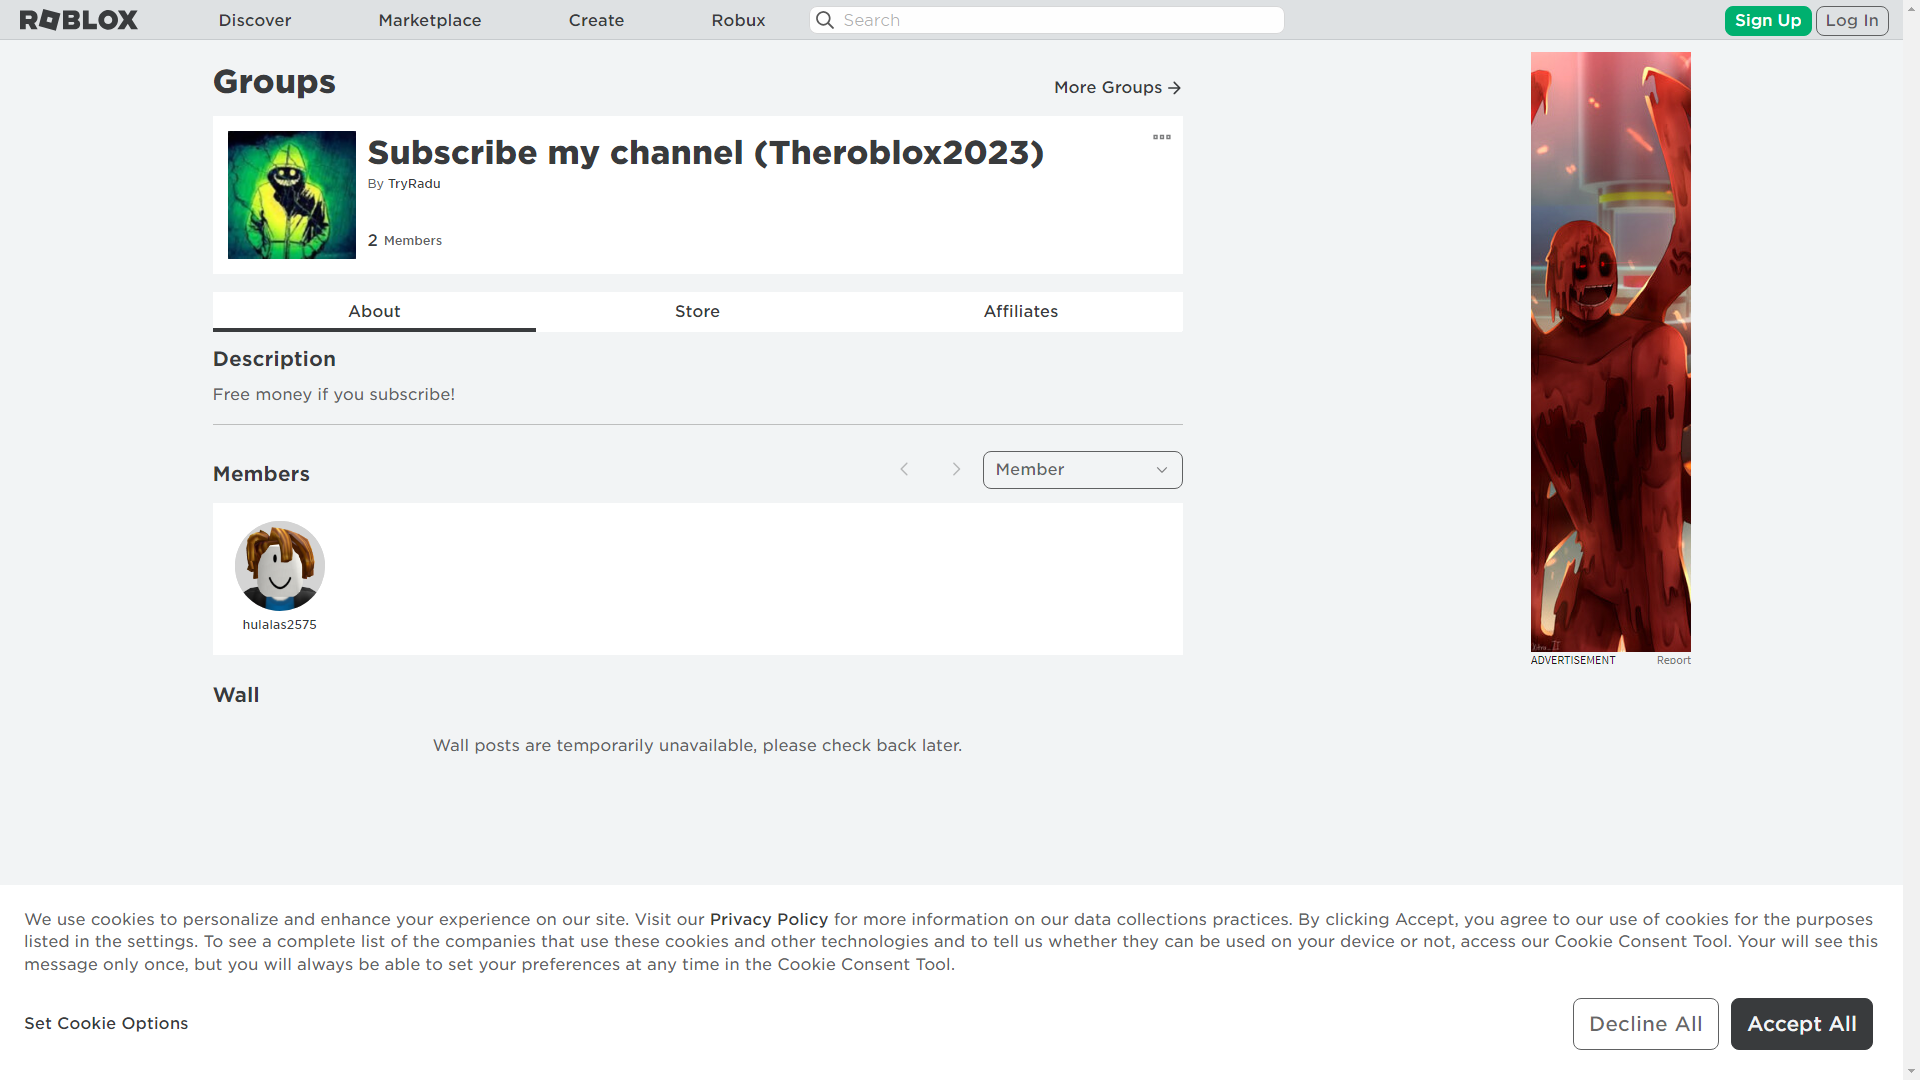 ROBLOX
Discover
Marketplace
Create
Robux
Search
Sign Up
Log In
Groups
More Groups
Subscribe my channel (Theroblox2023)
By TryRadu
2 Members
About
Store
Affiliates
Description
Free money if you subscribe!
Members
Member
hulalas2575
Wall
Wall posts are temporarily unavailable, please check back later.
ADVERTISEMENT
Report
We use cookies to personalize and enhance your experience on our site. Visit our Privacy Policy for more information on our data collections practices. By clicking Accept, you agree to our use of cookies for the purposes
listed in the settings. To see a complete list of the companies that use these cookies and other technologies and to tell us whether they can be used on your device or not, access our Cookie Consent Tool. Your will see this
message only once, but you will always be able to set your preferences at any time in the Cookie Consent Tool.
Set Cookie Options
Decline All
Accept All